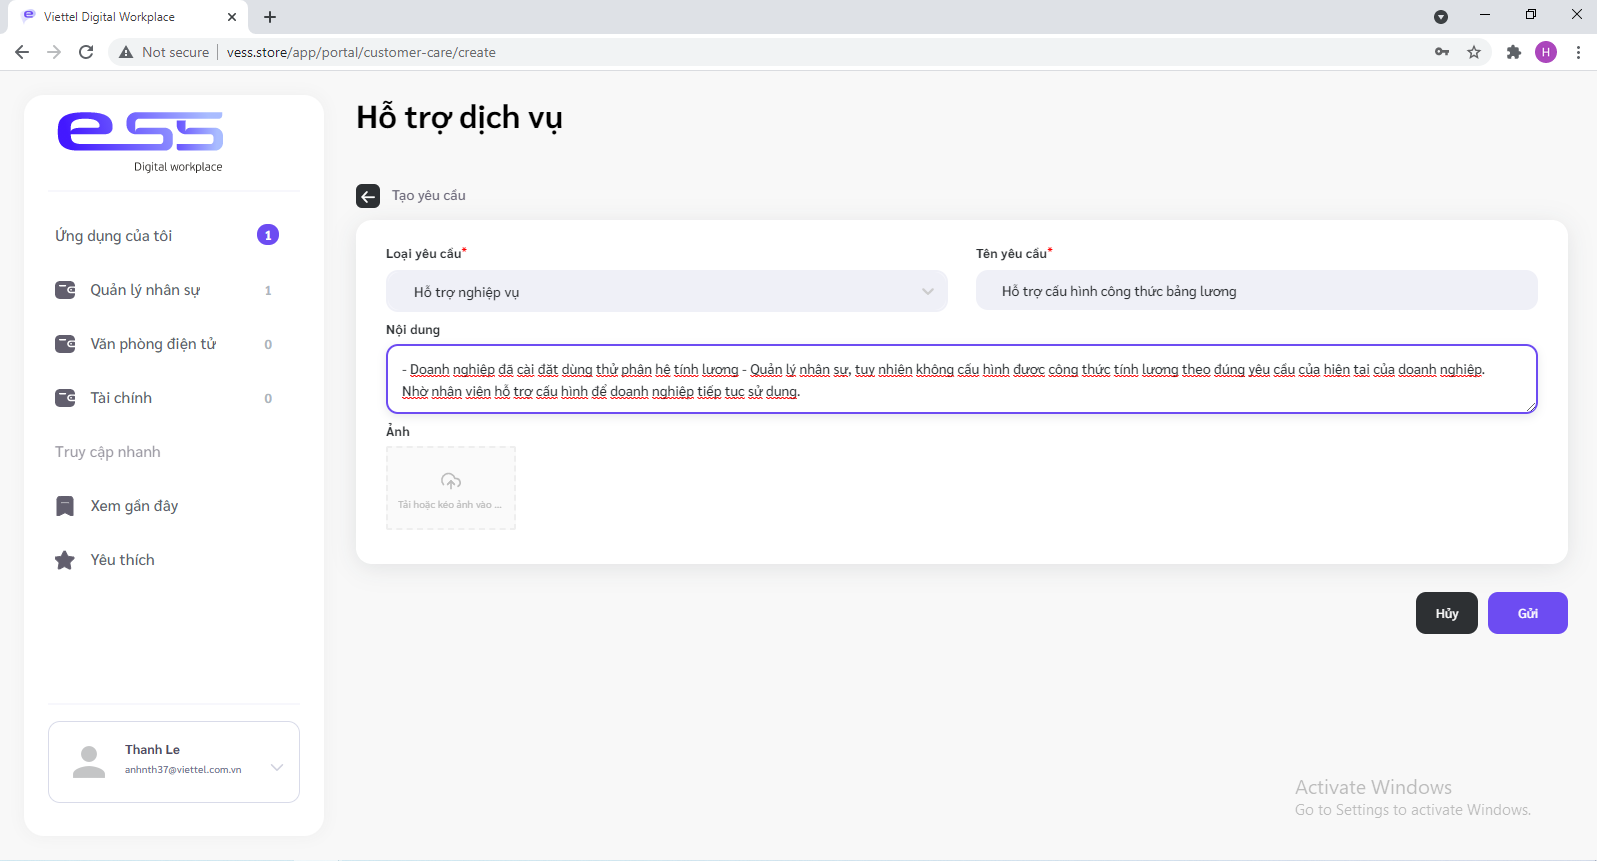 Viettel Digital Workplace
Not secure
vess.store/app/portal/customer-care/create
H
ess
Digital workplace
Ứng dụng của tôi
1
Quản lý nhân sự
1
Văn phòng điện tử
0
Tài chính
0
Truy cập nhanh
Xem gần đây
Yêu thích
Thanh Le
anhnth37@viettel.com.vn
Hỗ trợ dịch vụ
Tạo yêu cầu
Loại yêu cầu*
Hỗ trợ nghiệp vụ
Tên yêu cầu*
Hỗ trợ cấu hình công thức bảng lương
Nội dung
- Doanh nghiệp đã cài đặt dùng thử phân hệ tính lương - Quản lý nhân sự, tuy nhiên không cấu hình được công thức tính lương theo đúng yêu cầu của hiện tại của doanh nghiệp.
Nhờ nhân viên hỗ trợ cấu hình để doanh nghiệp tiếp tục sử dụng.
Ảnh
Tải hoặc kéo ảnh vào ...
Hủy
Gửi
Activate Windows
Go to Settings to activate Windows.